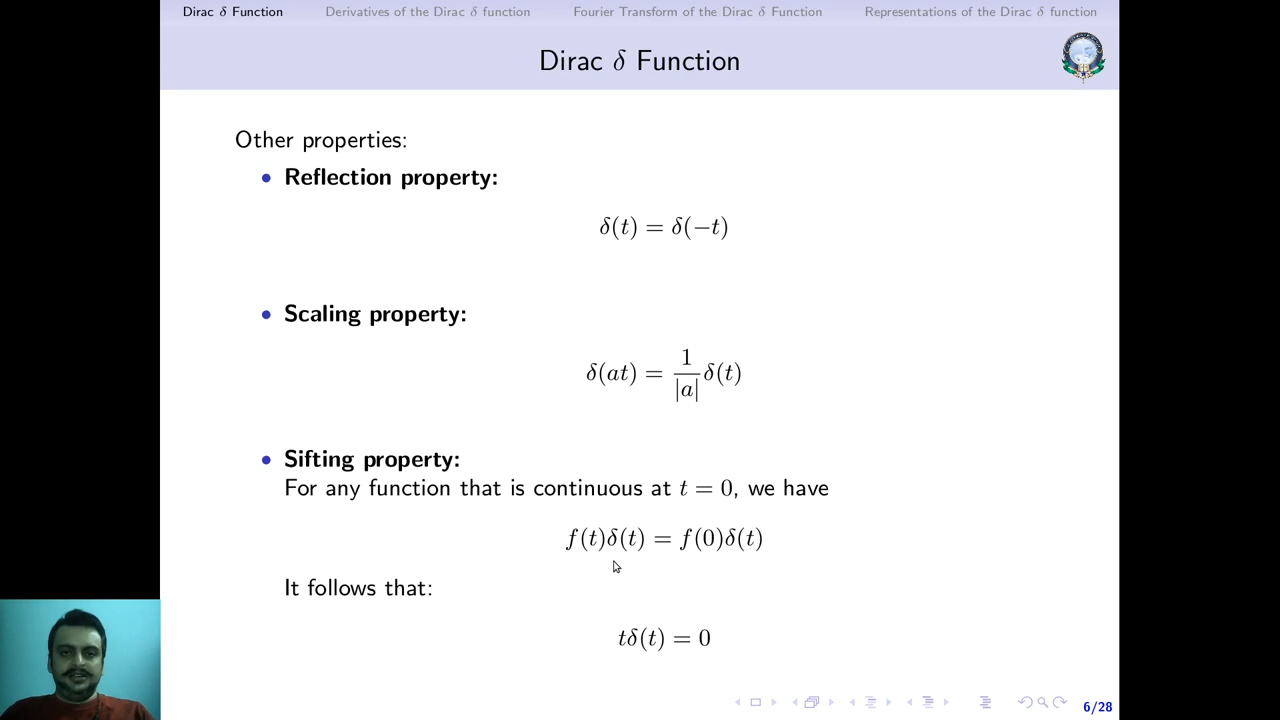 Dirac δ Function    Derivatives of the Dirac δ function    Fourier Transform of the Dirac δ Function    Representations of the Dirac δ function
Dirac δ Function
Other properties:
• Reflection property:
δ(t) = δ(−t)
• Scaling property:
δ(at) = \frac{1}{|a|}δ(t)
• Sifting property:
For any function that is continuous at t = 0, we have
f(t)δ(t) = f(0)δ(t)
It follows that:
tδ(t) = 0
6/28